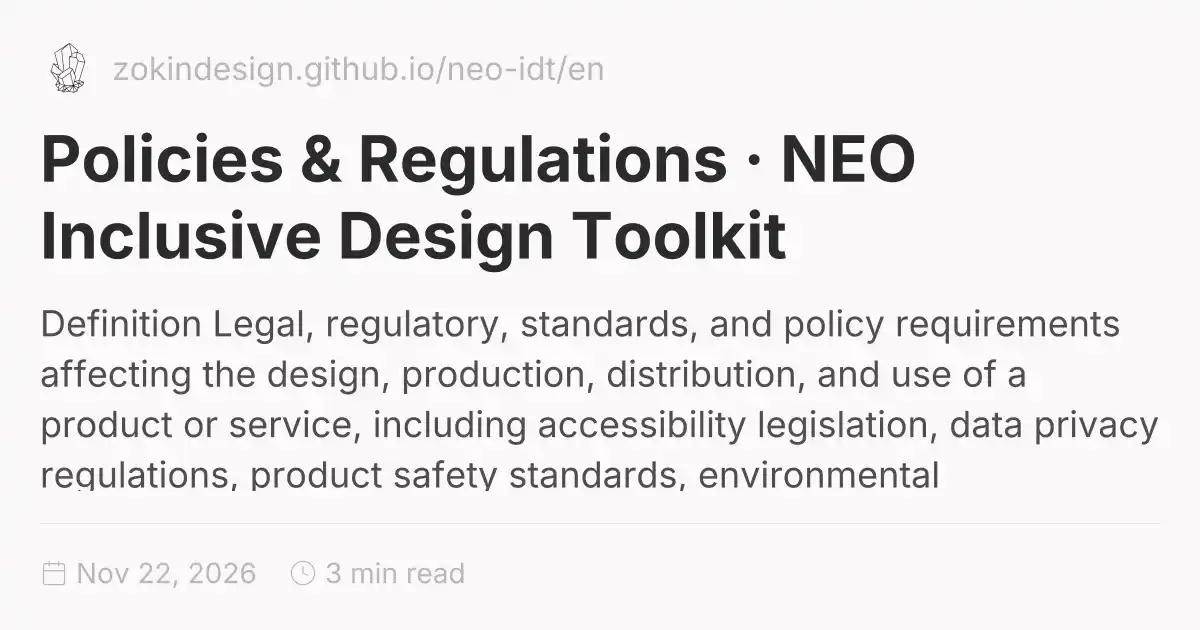 zokindesign.github.io/neo-idt/en
Policies & Regulations · NEO
Inclusive Design Toolkit
Definition Legal, regulatory, standards, and policy requirements
affecting the design, production, distribution, and use of a
product or service, including accessibility legislation, data privacy
regulations, product safety standards, environmental
Nov 22, 2026 3 min read